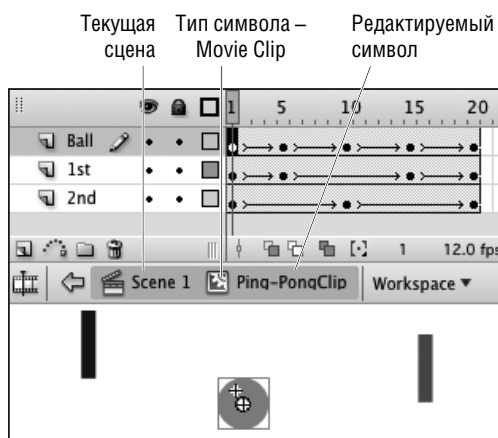 Текущая сцена
Тип символа – Movie Clip
Редактируемый символ
1 5 10 15 20
Ball
1st
2nd
1 12.0 fps
Scene 1 Ping-PongClip Workspace